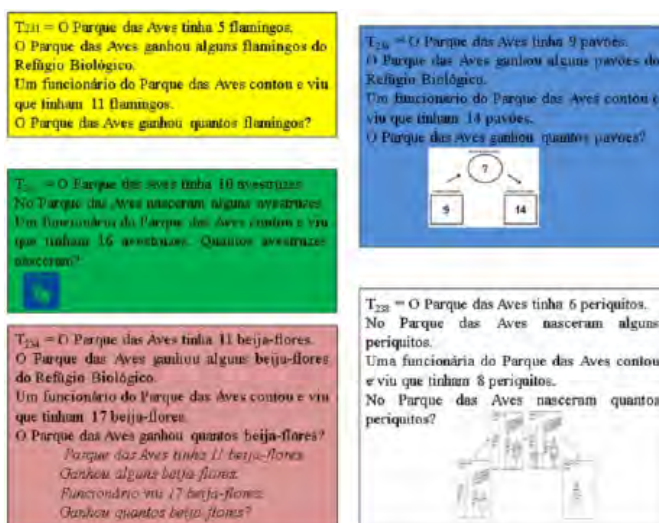 T₂₃₁ = O Parque das Aves tinha 5 flamingos.
O Parque das Aves ganhou alguns flamingos do
Refúgio Biológico.
Um funcionário do Parque das Aves contou e viu
que tinham 11 flamingos.
O Parque das Aves ganhou quantos flamingos?
= O Parque das Aves tinha 10 avestruzes.
No Parque das Aves nasceram alguns avestruzes.
Um funcionário do Parque das Aves contou e viu
que tinham 16 avestruzes. Quantos avestruzes
nasceram?
T₂₃₄ = O Parque das Aves tinha 11 beija-flores.
O Parque das Aves ganhou alguns beija-flores
do Refúgio Biológico.
Um funcionário do Parque das Aves contou e viu
que tinham 17 beija-flores.
O Parque das Aves ganhou quantos beija-flores?
Parque das Aves tinha 11 beija-flores
Ganhou alguns beija-flores.
Funcionário viu 17 beija-flores.
Ganhou quantos beija-flores?
= O Parque das Aves tinha 9 pavões.
O Parque das Aves ganhou alguns pavões do
Refúgio Biológico.
Um funcionário do Parque das Aves contou e
viu que tinham 14 pavões.
O Parque das Aves ganhou quantos pavões?
?
9 14
= O Parque das Aves tinha 6 periquitos.
No Parque das Aves nasceram alguns
periquitos.
Uma funcionária do Parque das Aves contou
e viu que tinham 8 periquitos.
No Parque das Aves nasceram quantos
periquitos?